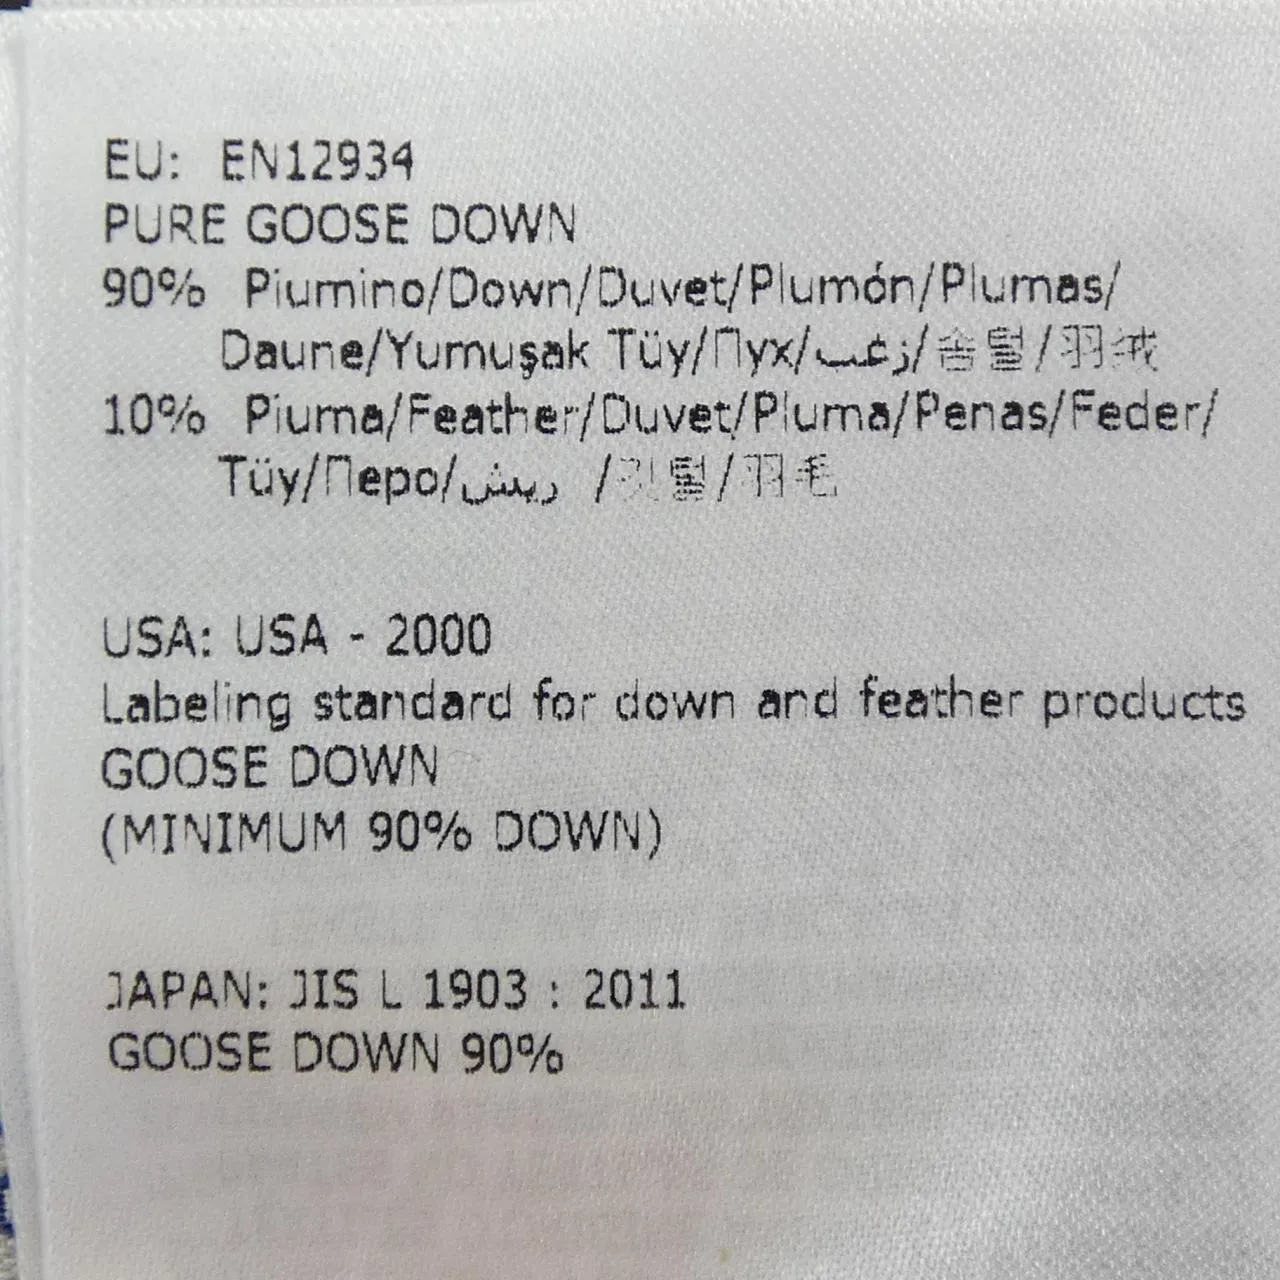 EU: EN12934
PURE GOOSE DOWN
90% Piumino/Down/Duvet/Plumón/Plumas/
Daune/Yumuşak Tüy/Пух/زغب/솜털/羽绒
10% Piuma/Feather/Duvet/Pluma/Penas/Feder/
Tüy/Перо/ريش /깃털/羽毛
USA: USA - 2000
Labeling standard for down and feather products
GOOSE DOWN
(MINIMUM 90% DOWN)
JAPAN: JIS L 1903 : 2011
GOOSE DOWN 90%